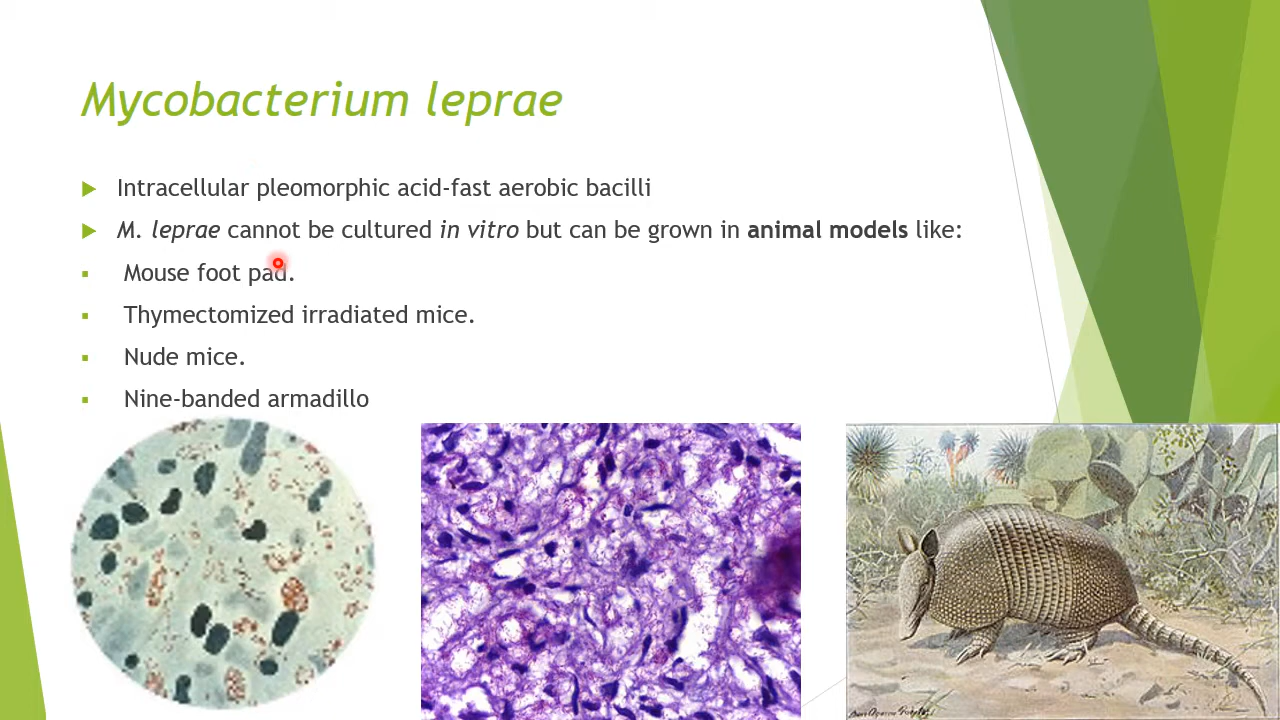 Mycobacterium leprae
Intracellular pleomorphic acid-fast aerobic bacilli
M. leprae cannot be cultured in vitro but can be grown in animal models like:
Mouse foot pad.
Thymectomized irradiated mice.
Nude mice.
Nine-banded armadillo